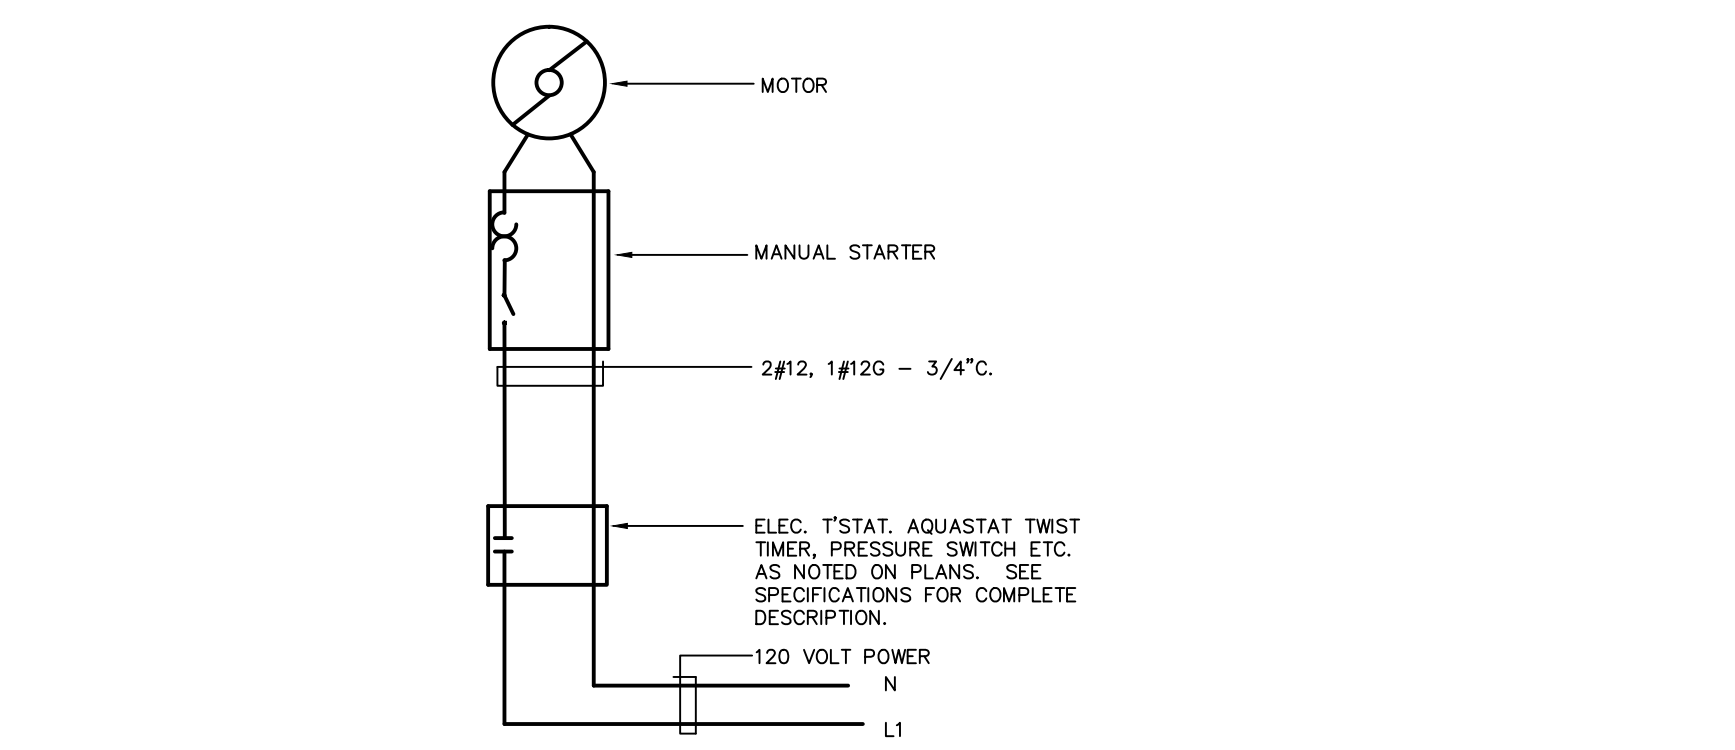 MOTOR
MANUAL STARTER
2#12, 1#12G – 3/4”C.
ELEC. T'STAT. AQUASTAT TWIST
TIMER, PRESSURE SWITCH ETC.
AS NOTED ON PLANS. SEE
SPECIFICATIONS FOR COMPLETE
DESCRIPTION.
120 VOLT POWER
N
L1